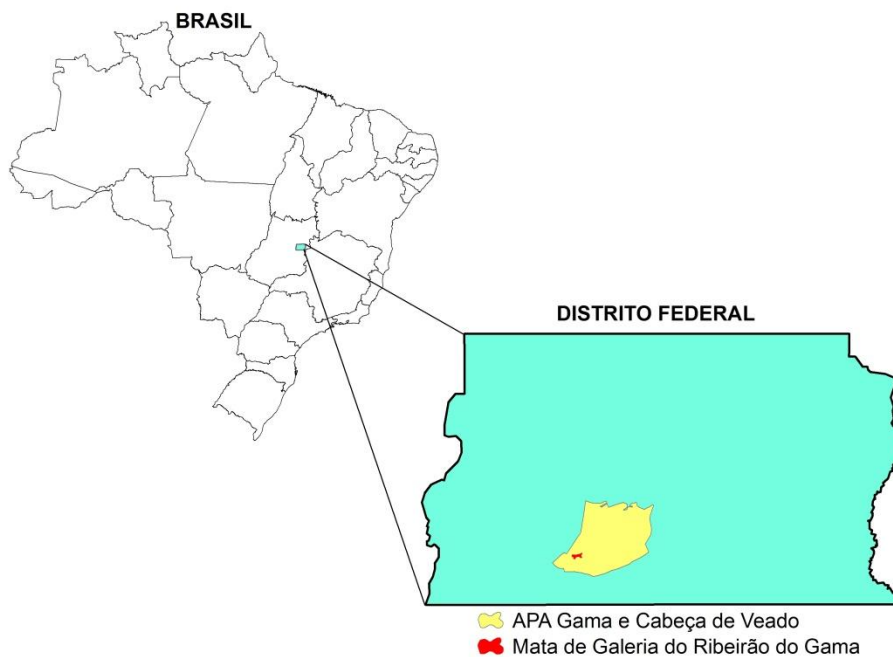 BRASIL
DISTRITO FEDERAL
APA Gama e Cabeça de Veado
Mata de Galeria do Ribeirão do Gama